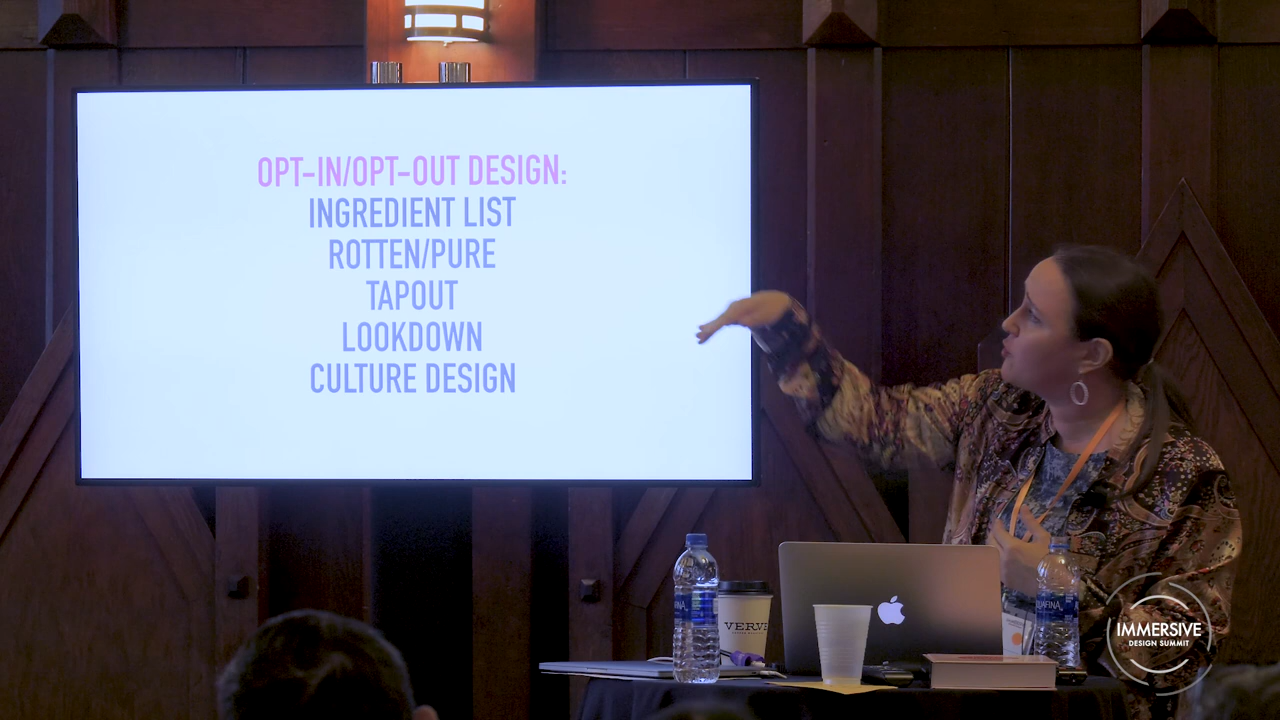 OPT-IN/OPT-OUT DESIGN:
INGREDIENT LIST
ROTTEN/PURE
TAPOUT
LOOKDOWN
CULTURE DESIGN
VERVE
IMMERSIVE
DESIGN SUMMIT